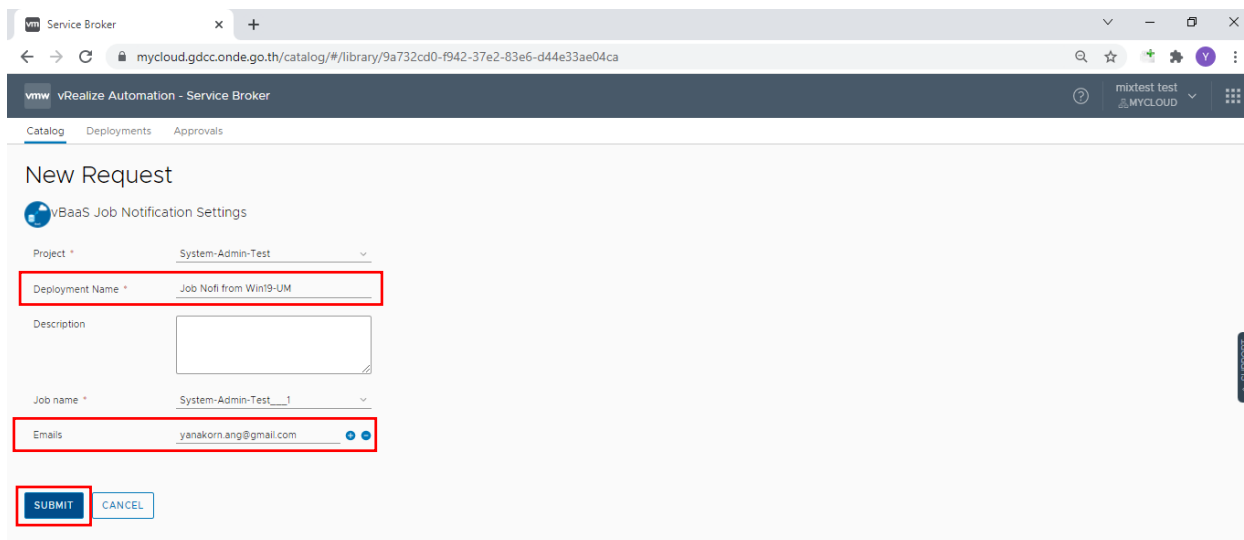 vm Service Broker
mycloud.gdcc.onde.go.th/catalog/#/library/9a732cd0-f942-37e2-83e6-d44e33ae04ca
Y
vmw vRealize Automation - Service Broker
mixtest test
MYCLOUD
Catalog Deployments Approvals
New Request
vBaaS Job Notification Settings
Project * System-Admin-Test
Deployment Name * Job Nofi from Win19-UM
Description
Job name * System-Admin-Test___1
Emails yanakorn.ang@gmail.com
SUBMIT CANCEL
SUPPORT